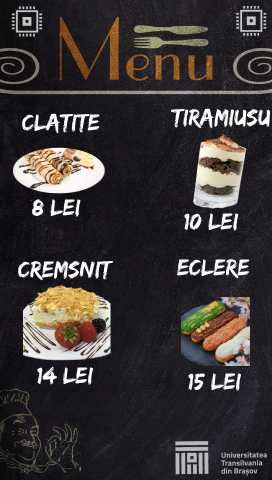 Menu
CLATITE
TIRAMIUSU
8 LEI
10 LEI
CREMSNIT
ECLERE
14 LEI
15 LEI
Universitatea
Transilvania
din Brașov